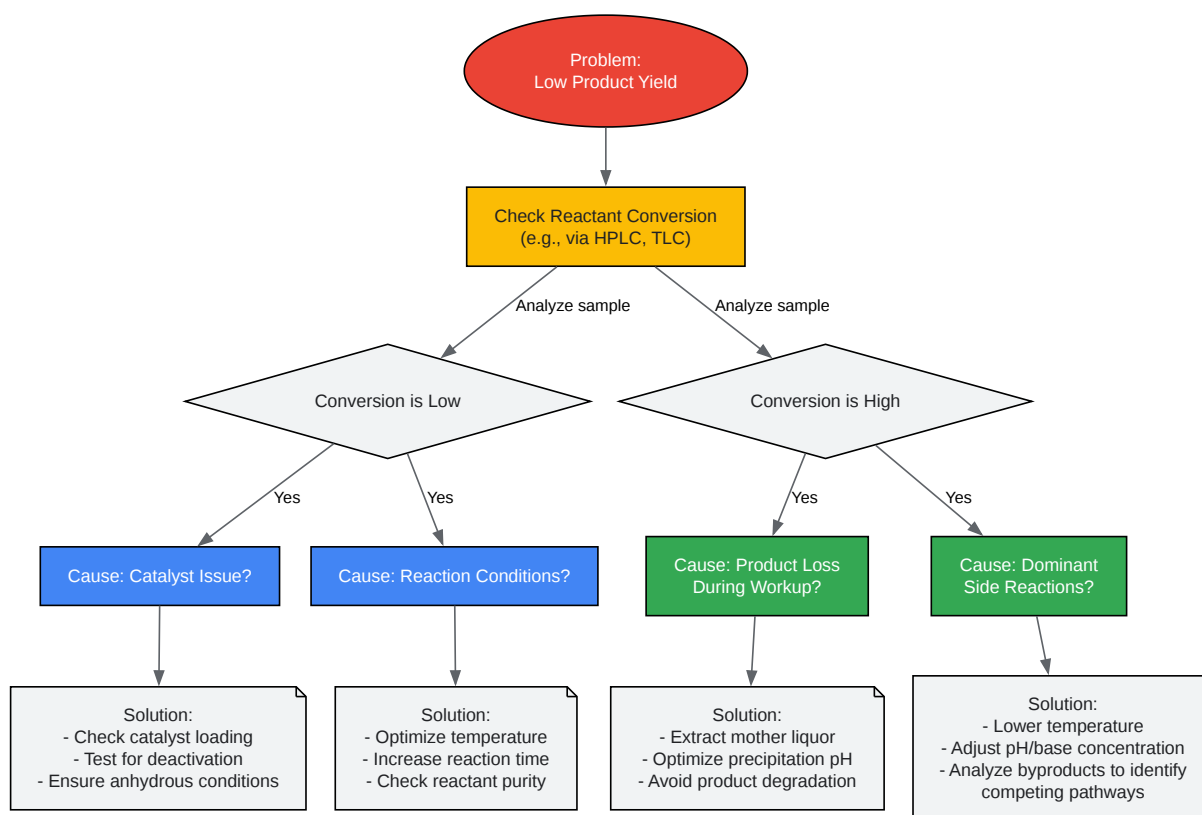 Problem:
Low Product Yield
Check Reactant Conversion
(e.g., via HPLC, TLC)
Analyze sample
Analyze sample
Conversion is Low
Conversion is High
Yes
Yes
Yes
Yes
Cause: Catalyst Issue?
Cause: Reaction Conditions?
Cause: Product Loss
During Workup?
Cause: Dominant
Side Reactions?
Solution:
- Check catalyst loading
- Test for deactivation
- Ensure anhydrous conditions
Solution:
- Optimize temperature
- Increase reaction time
- Check reactant purity
Solution:
- Extract mother liquor
- Optimize precipitation pH
- Avoid product degradation
Solution:
- Lower temperature
- Adjust pH/base concentration
- Analyze byproducts to identify
competing pathways